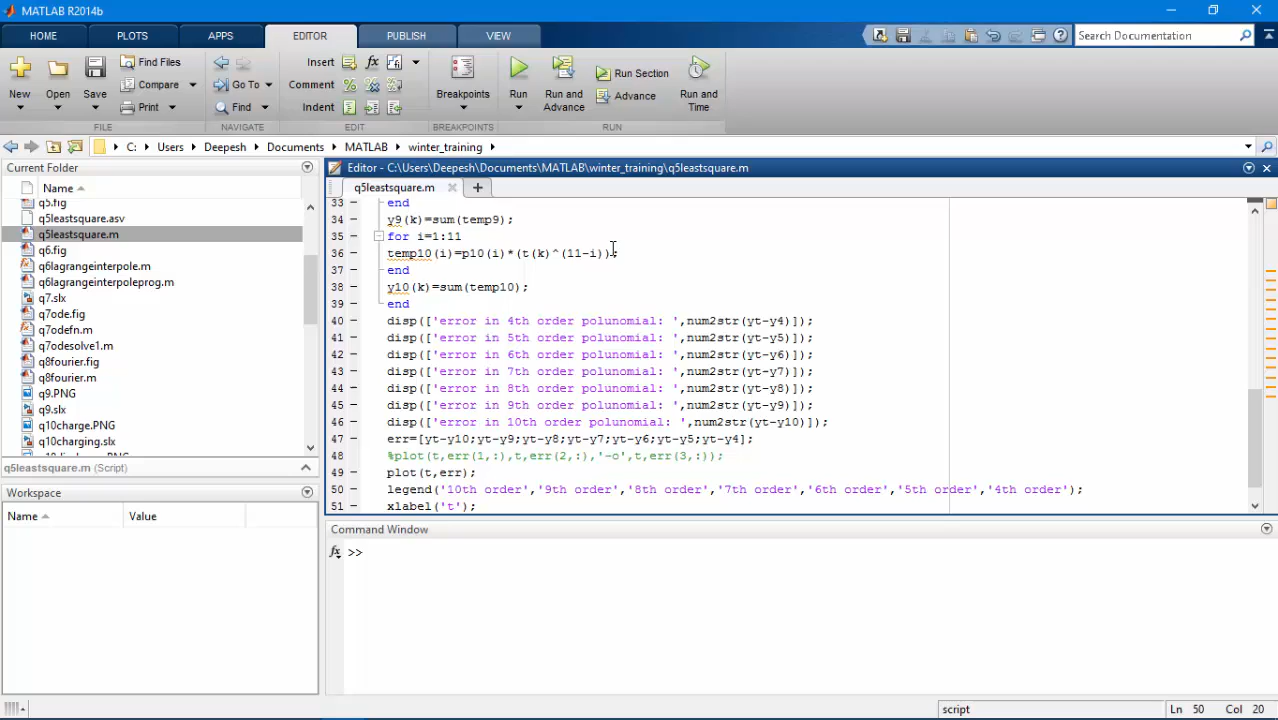 MATLAB R2014b
HOME PLOTS APPS EDITOR PUBLISH VIEW
Search Documentation
New Open Save Find Files Compare Print
Go To Find
Insert fx
Comment
Indent
Breakpoints
Run Run and Advance Run Section Advance Run and Time
FILE NAVIGATE EDIT BREAKPOINTS RUN
C: Users Deepesh Documents MATLAB winter_training
Current Folder
Name
q5.fig
q5leastsquare.asv
q5leastsquare.m
q6.fig
q6lagrangeinterpole.m
q6lagrangeinterpoleprog.m
q7.slx
q7ode.fig
q7odefn.m
q7odesolve1.m
q8fourier.fig
q8fourier.m
q9.PNG
q9.slx
q10charge.PNG
q10charging.slx
q5leastsquare.m (Script)
Workspace
Name Value
Editor - C:\Users\Deepesh\Documents\MATLAB\winter_training\q5leastsquare.m
q5leastsquare.m
33 end
34 y9(k)=sum(temp9);
35 for i=1:11
36 temp10(i)=p10(i)*(t(k)^(11-i));
37 end
38 y10(k)=sum(temp10);
39 end
40 disp(['error in 4th order polunomial: ',num2str(yt-y4)]);
41 disp(['error in 5th order polunomial: ',num2str(yt-y5)]);
42 disp(['error in 6th order polunomial: ',num2str(yt-y6)]);
43 disp(['error in 7th order polunomial: ',num2str(yt-y7)]);
44 disp(['error in 8th order polunomial: ',num2str(yt-y8)]);
45 disp(['error in 9th order polunomial: ',num2str(yt-y9)]);
46 disp(['error in 10th order polunomial: ',num2str(yt-y10)]);
47 err=[yt-y10;yt-y9;yt-y8;yt-y7;yt-y6;yt-y5;yt-y4];
48 %plot(t,err(1,:),t,err(2,:),'-o',t,err(3,:));
49 plot(t,err);
50 legend('10th order','9th order','8th order','7th order','6th order','5th order','4th order');
51 xlabel('t');
Command Window
fx >>
script Ln 50 Col 20